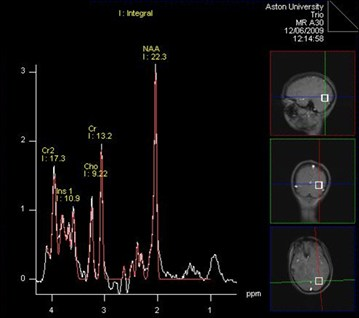 I : Integral
Aston University
Trio
MR A30
12/06/2009
12:14:58
NAA
I : 22.3
Cr
I : 13.2
Cr2
I : 17.3
Cho
I : 9.22
Ins 1
I : 10.9
3
2
1
0
4
3
2
1
ppm